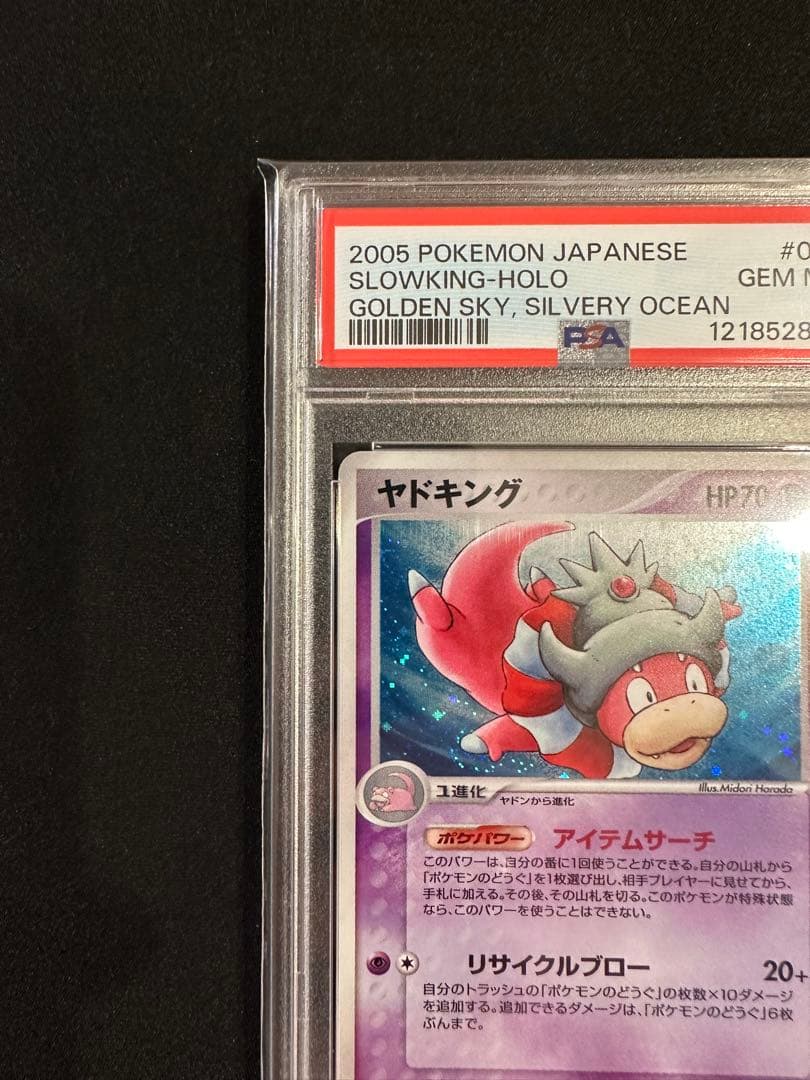 2005 POKEMON JAPANESE #0
SLOWKING-HOLO GEM
GOLDEN SKY, SILVERY OCEAN
PSA 1218528
ヤドキング HP70
1進化
ヤドンから進化
Illus.Midori Harada
ポケパワー アイテムサーチ
このパワーは、自分の番に1回使うことができる。自分の山札から
「ポケモンのどうぐ」を1枚選び出し、相手プレイヤーに見せてから、
手札に加える。その後、その山札を切る。このポケモンが特殊状態
なら、このパワーを使うことはできない。
リサイクルブロー 20+
自分のトラッシュの「ポケモンのどうぐ」の枚数×10ダメージ
を追加する。追加できるダメージは、「ポケモンのどうぐ」6枚
ぶんまで。